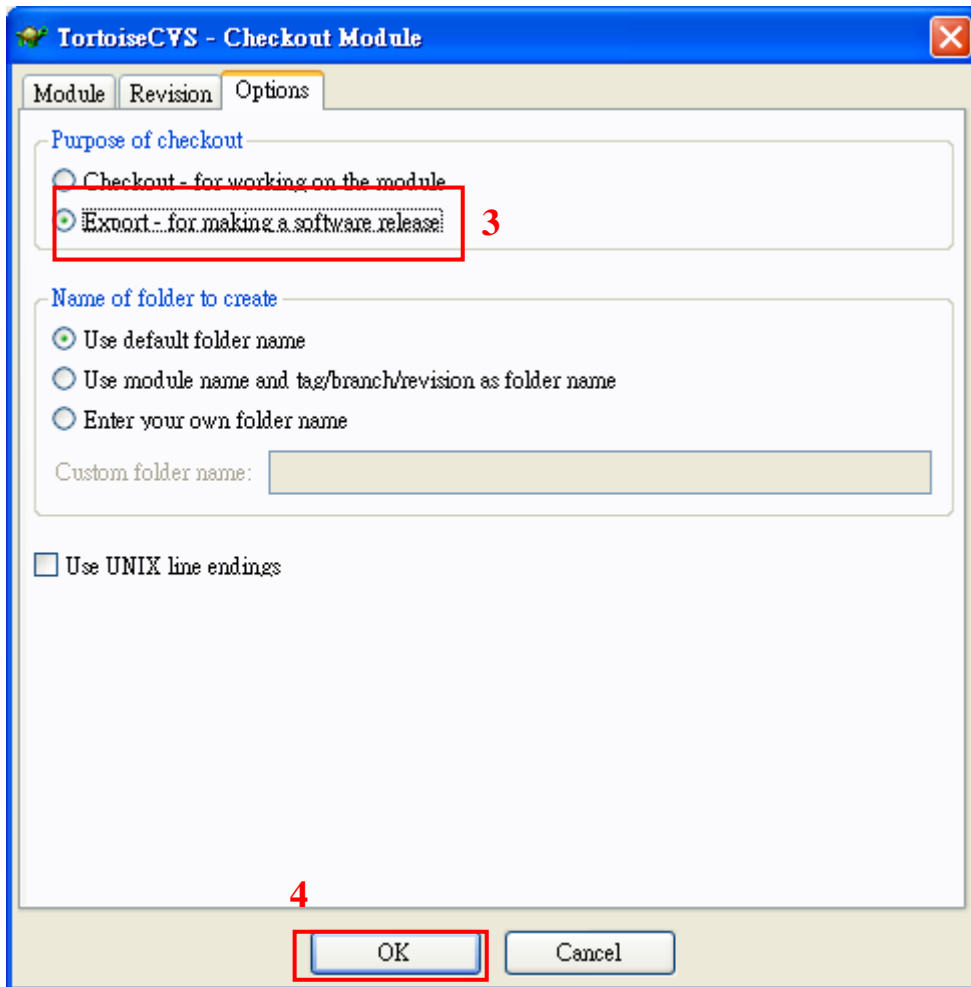 TortoiseCVS - Checkout Module
Module Revision Options
Purpose of checkout
Checkout - for working on the module
Export - for making a software release
3
Name of folder to create
Use default folder name
Use module name and tag/branch/revision as folder name
Enter your own folder name
Custom folder name:
Use UNIX line endings
4
OK Cancel